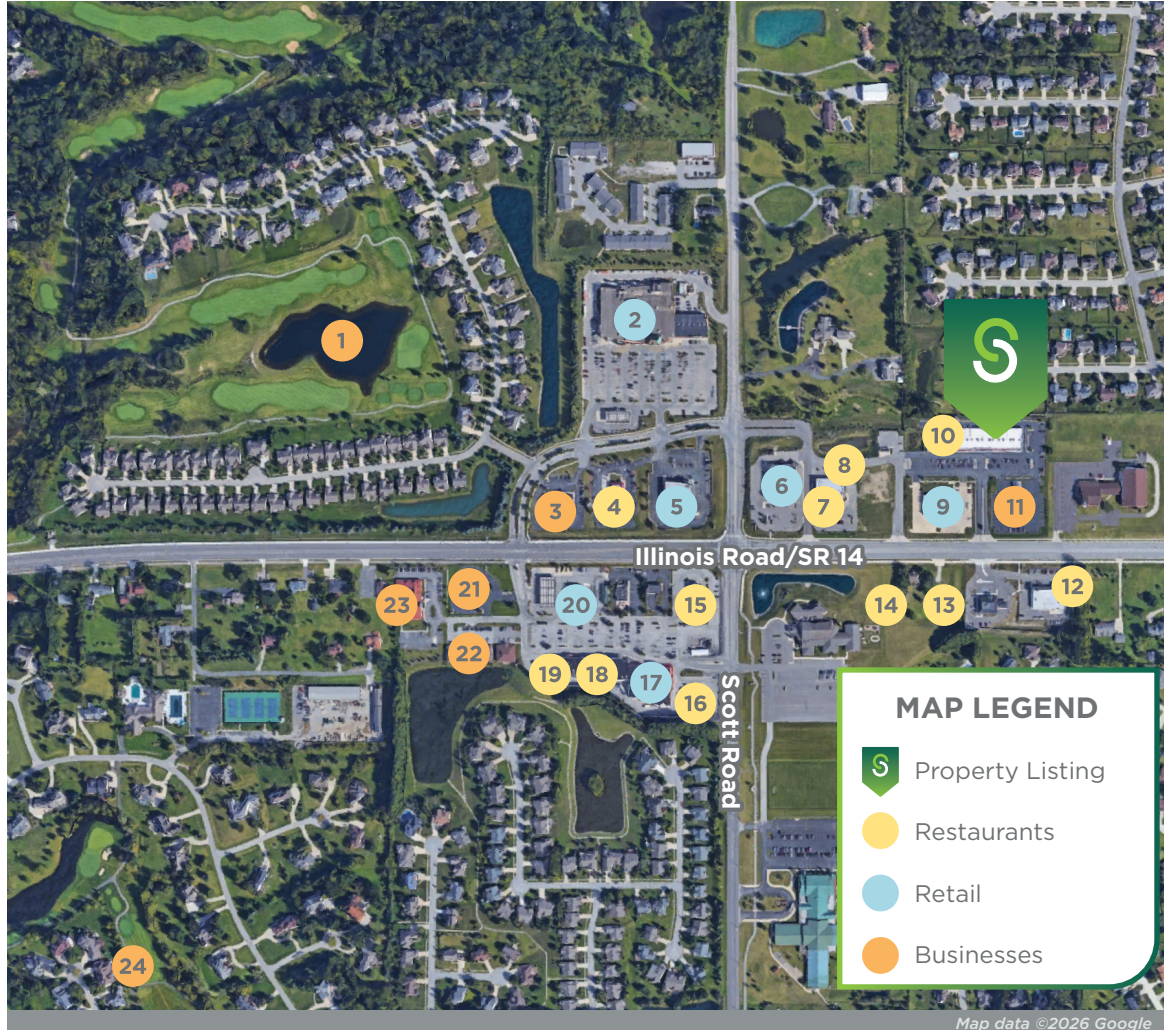 1
2
10
8
6
3
4
5
7
9
11
Illinois Road/SR 14
12
21
23
20
15
14
13
22
19
18
17
16
Scott Road
MAP LEGEND
S
Property Listing
Restaurants
Retail
Businesses
24
Map data ©2026 Google